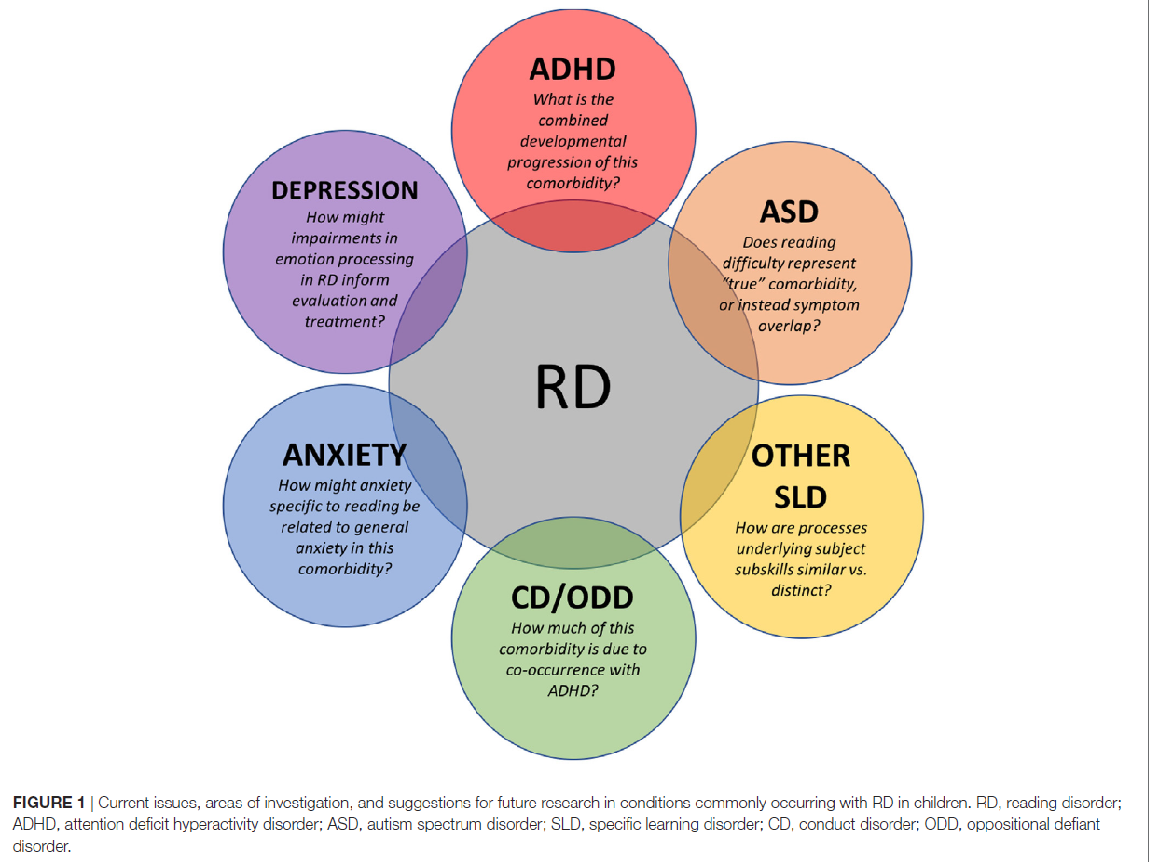 ADHD
What is the
combined
developmental
progression of this
comorbidity?
DEPRESSION
How might
impairments in
emotion processing
in RD inform
evaluation and
treatment?
ASD
Does reading
difficulty represent
"true" comorbidity,
or instead symptom
overlap?
RD
ANXIETY
How might anxiety
specific to reading be
related to general
anxiety in this
comorbidity?
OTHER
SLD
How are processes
underlying subject
subskills similar vs.
distinct?
CD/ODD
How much of this
comorbidity is due to
co-occurrence with
ADHD?
FIGURE 1 | Current issues, areas of investigation, and suggestions for future research in conditions commonly occurring with RD in children. RD, reading disorder;
ADHD, attention deficit hyperactivity disorder; ASD, autism spectrum disorder; SLD, specific learning disorder; CD, conduct disorder; ODD, oppositional defiant
disorder.